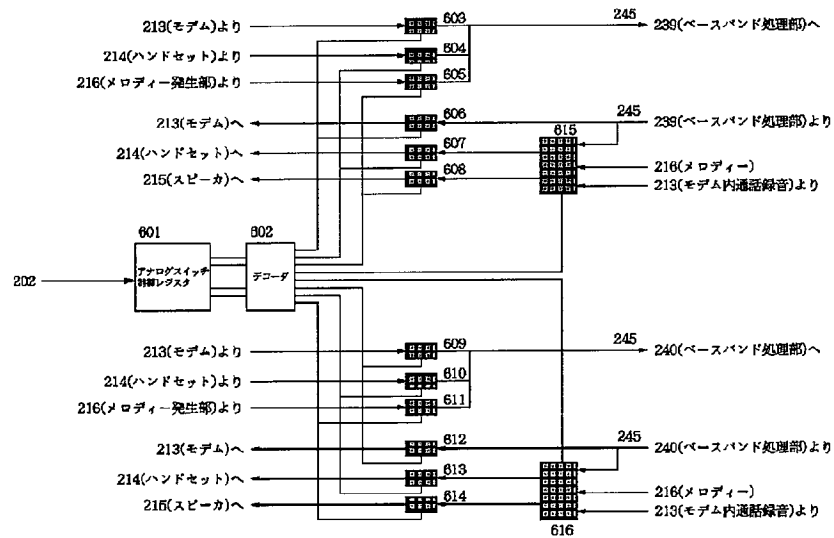 213(モデム)より
603
245
239(ベースバンド処理部)へ
214(ハンドセット)より
604
216(メロディー発生部)より
605
213(モデム)へ
606
245
239(ベースバンド処理部)より
214(ハンドセット)へ
607
615
216(メロディー)
215(スピーカ)へ
608
213(モデム内通話録音)より
601
602
202
アナログスイッチ
制御レジスタ
デコーダ
213(モデム)より
609
245
240(ベースバンド処理部)へ
214(ハンドセット)より
610
216(メロディー発生部)より
611
213(モデム)へ
612
245
240(ベースバンド処理部)より
214(ハンドセット)へ
613
216(メロディー)
215(スピーカ)へ
614
213(モデム内通話録音)より
616